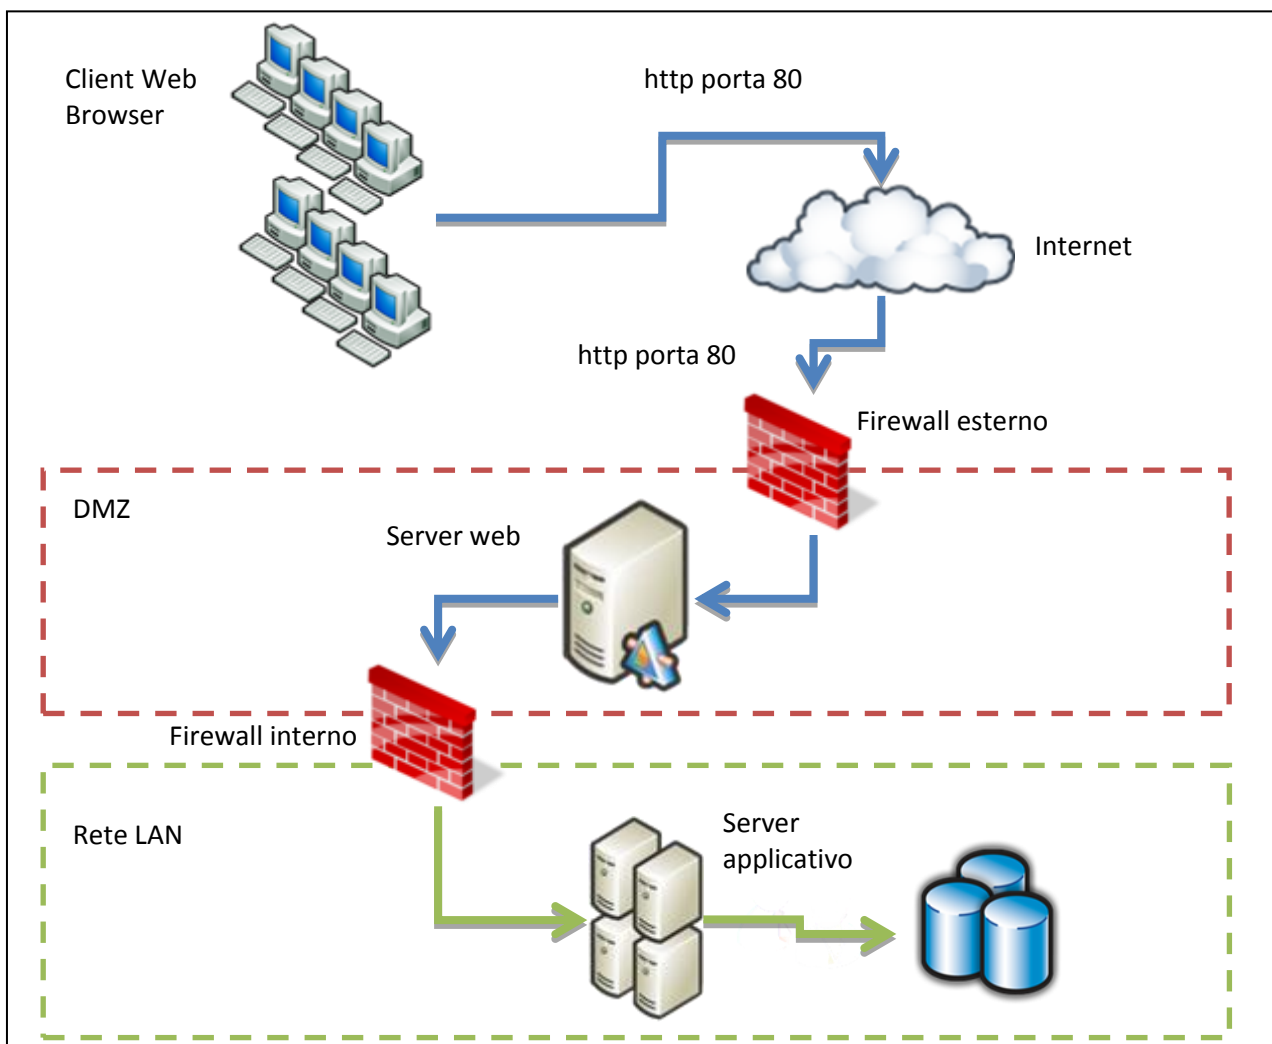 Client Web
Browser
http porta 80
Internet
http porta 80
Firewall esterno
DMZ
Server web
Firewall interno
Rete LAN
Server
applicativo